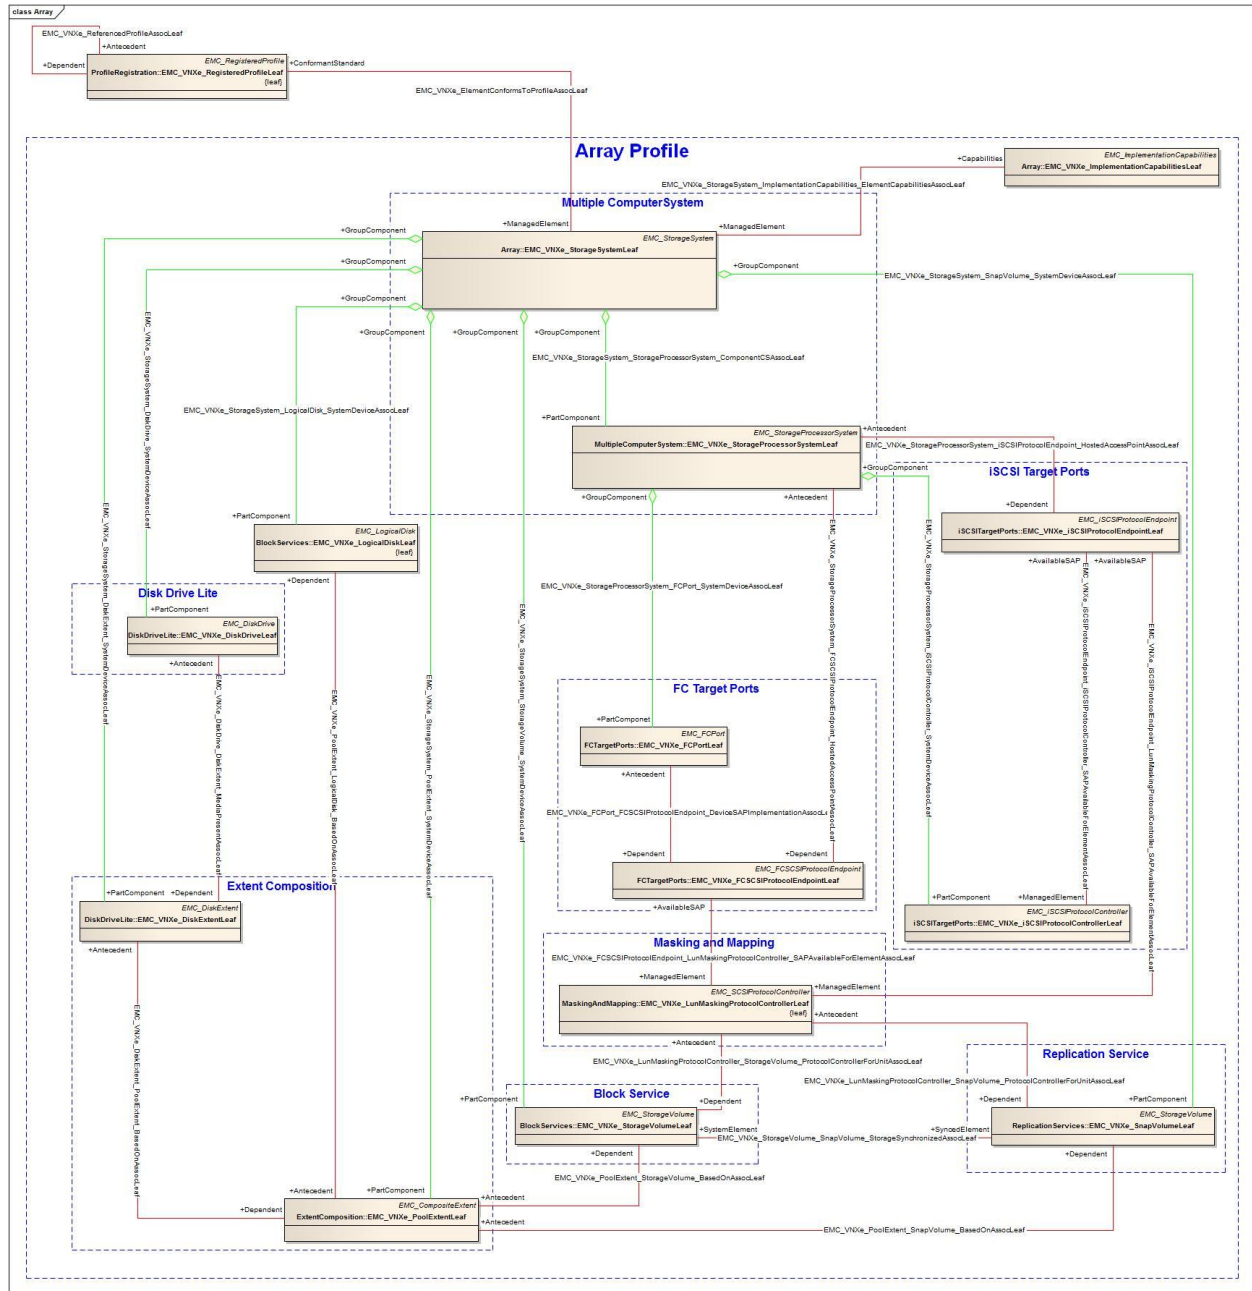 class Array
EMC_VNXe_ReferencedProfileAssocLeaf
+Antecedent
+Dependent
EMC_RegisteredProfile
ProfileRegistration::EMC_VNXe_RegisteredProfileLeaf
{leaf}
+ConformantStandard
EMC_VNXe_ElementConformsToProfileAssocLeaf
Array Profile
+Capabilities
EMC_ImplementationCapabilities
Array::EMC_VNXe_ImplementationCapabilitiesLeaf
EMC_VNXe_StorageSystem_ImplementationCapabilities_ElementCapabilitiesAssocLeaf
Multiple ComputerSystem
+ManagedElement
+ManagedElement
+GroupComponent
EMC_StorageSystem
Array::EMC_VNXe_StorageSystemLeaf
+GroupComponent
+GroupComponent
EMC_VNXe_StorageSystem_SnapVolume_SystemDeviceAssocLeaf
+GroupComponent
+GroupComponent
+GroupComponent
+GroupComponent
EMC_VNXe_StorageSystem_StorageProcessorSystem_ComponentCSAssocLeaf
EMC_VNXe_StorageSystem_DiskDrive_SystemDeviceAssocLeaf
EMC_VNXe_StorageSystem_LogicalDisk_SystemDeviceAssocLeaf
+PartComponent
EMC_StorageProcessorSystem
MultipleComputerSystem::EMC_VNXe_StorageProcessorSystemLeaf
+Antecedent
EMC_VNXe_StorageProcessorSystem_iSCSIProtocolEndpoint_HostedAccessPointAssocLeaf
+GroupComponent
+GroupComponent
+Antecedent
iSCSI Target Ports
+Dependent
EMC_iSCSIProtocolEndpoint
iSCSITargetPorts::EMC_VNXe_iSCSIProtocolEndpointLeaf
+AvailableSAP
+AvailableSAP
+PartComponent
EMC_LogicalDisk
BlockServices::EMC_VNXe_LogicalDiskLeaf
{leaf}
+Dependent
EMC_VNXe_StorageSystem_DiskExtent_SystemDeviceAssocLeaf
Disk Drive Lite
+PartComponent
EMC_DiskDrive
DiskDriveLite::EMC_VNXe_DiskDriveLeaf
+Antecedent
EMC_VNXe_StorageProcessorSystem_FCPort_SystemDeviceAssocLeaf
EMC_VNXe_StorageProcessorSystem_FCSCSIProtocolEndpoint_HostedAccessPointAssocLeaf
EMC_VNXe_StorageProcessorSystem_iSCSIProtocolController_SystemDeviceAssocLeaf
EMC_VNXe_iSCSIProtocolEndpoint_iSCSIProtocolController_SAPAvailableForElementAssocLeaf
EMC_VNXe_iSCSIProtocolEndpoint_LunMaskingProtocolController_SAPAvailableForElementAssocLeaf
EMC_VNXe_DiskDrive_DiskExtent_MediaPresentAssocLeaf
EMC_VNXe_PoolExtent_LogicalDisk_BasedOnAssocLeaf
EMC_VNXe_StorageSystem_PoolExtent_SystemDeviceAssocLeaf
EMC_VNXe_StorageSystem_StorageVolume_SystemDeviceAssocLeaf
FC Target Ports
+PartComponet
EMC_FCPort
FCTargetPorts::EMC_VNXe_FCPortLeaf
+Antecedent
EMC_VNXe_FCPort_FCSCSIProtocolEndpoint_DeviceSAPImplementationAssocLeaf
+Dependent
+Dependent
EMC_FCSCSIProtocolEndpoint
FCTargetPorts::EMC_VNXe_FCSCSIProtocolEndpointLeaf
+AvailableSAP
Extent Composition
+PartComponent
+Dependent
EMC_DiskExtent
DiskDriveLite::EMC_VNXe_DiskExtentLeaf
+Antecedent
+PartComponent
+ManagedElement
EMC_iSCSIProtocolController
iSCSITargetPorts::EMC_VNXe_iSCSIProtocolControllerLeaf
Masking and Mapping
EMC_VNXe_FCSCSIProtocolEndpoint_LunMaskingProtocolController_SAPAvailableForElementAssocLeaf
+ManagedElement
EMC_SCSIProtocolController
MaskingAndMapping::EMC_VNXe_LunMaskingProtocolControllerLeaf
{leaf}
+ManagedElement
+Antecedent
+Antecedent
EMC_VNXe_LunMaskingProtocolController_StorageVolume_ProtocolControllerForUnitAssocLeaf
EMC_VNXe_DiskExtent_PoolExtent_BasedOnAssocLeaf
Replication Service
EMC_VNXe_LunMaskingProtocolController_SnapVolume_ProtocolControllerForUnitAssocLeaf
Block Service
+PartComponent
+Dependent
EMC_StorageVolume
BlockServices::EMC_VNXe_StorageVolumeLeaf
+Dependent
+SystemElement
EMC_VNXe_StorageVolume_SnapVolume_StorageSynchronizedAssocLeaf
+SyncedElement
+Dependent
+PartComponent
EMC_StorageVolume
ReplicationServices::EMC_VNXe_SnapVolumeLeaf
+Dependent
EMC_VNXe_PoolExtent_StorageVolume_BasedOnAssocLeaf
+Antecedent
+PartComponent
+Antecedent
+Dependent
EMC_CompositeExtent
ExtentComposition::EMC_VNXe_PoolExtentLeaf
+Antecedent
EMC_VNXe_PoolExtent_SnapVolume_BasedOnAssocLeaf